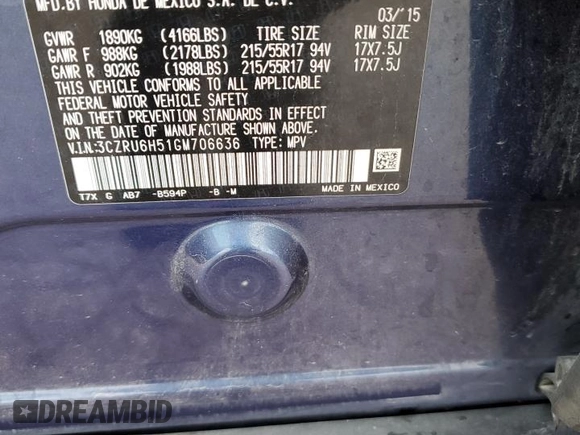 MFD.BY HONDA DE MEXICO S.A. DE C.V. 03/'15
GVWR 1890KG (4166LBS) TIRE SIZE RIM SIZE
GAWR F 988KG (2178LBS) 215/55R17 94V 17X7.5J
GAWR R 902KG (1988LBS) 215/55R17 94V 17X7.5J
THIS VEHICLE CONFORMS TO ALL APPLICABLE
FEDERAL MOTOR VEHICLE SAFETY
AND THEFT PREVENTION STANDARDS IN EFFECT
ON THE DATE OF MANUFACTURE SHOWN ABOVE.
V.I.N:3CZRU6H51GM706636 TYPE: MPV
T7X G AB7 -B594P -B -M MADE IN MEXICO
DREAMBID